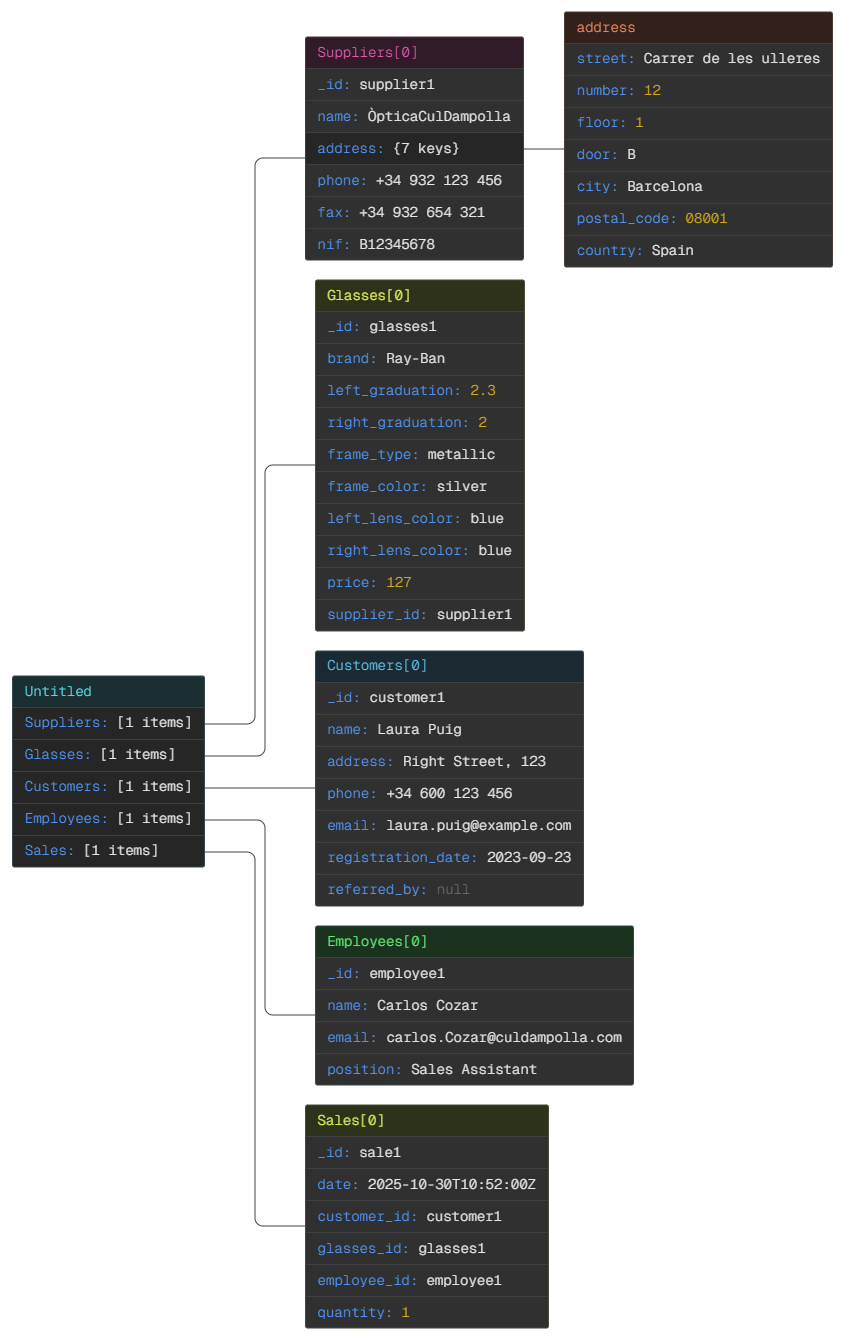 Untitled
Suppliers: [1 items]
Glasses: [1 items]
Customers: [1 items]
Employees: [1 items]
Sales: [1 items]
Suppliers[0]
_id: supplier1
name: ÒpticaCulDampolla
address: {7 keys}
phone: +34 932 123 456
fax: +34 932 654 321
nif: B12345678
address
street: Carrer de les ulleres
number: 12
floor: 1
door: B
city: Barcelona
postal_code: 08001
country: Spain
Glasses[0]
_id: glasses1
brand: Ray-Ban
left_graduation: 2.3
right_graduation: 2
frame_type: metallic
frame_color: silver
left_lens_color: blue
right_lens_color: blue
price: 127
supplier_id: supplier1
Customers[0]
_id: customer1
name: Laura Puig
address: Right Street, 123
phone: +34 600 123 456
email: laura.puig@example.com
registration_date: 2023-09-23
referred_by: null
Employees[0]
_id: employee1
name: Carlos Cozar
email: carlos.Cozar@culdampolla.com
position: Sales Assistant
Sales[0]
_id: sale1
date: 2025-10-30T10:52:00Z
customer_id: customer1
glasses_id: glasses1
employee_id: employee1
quantity: 1